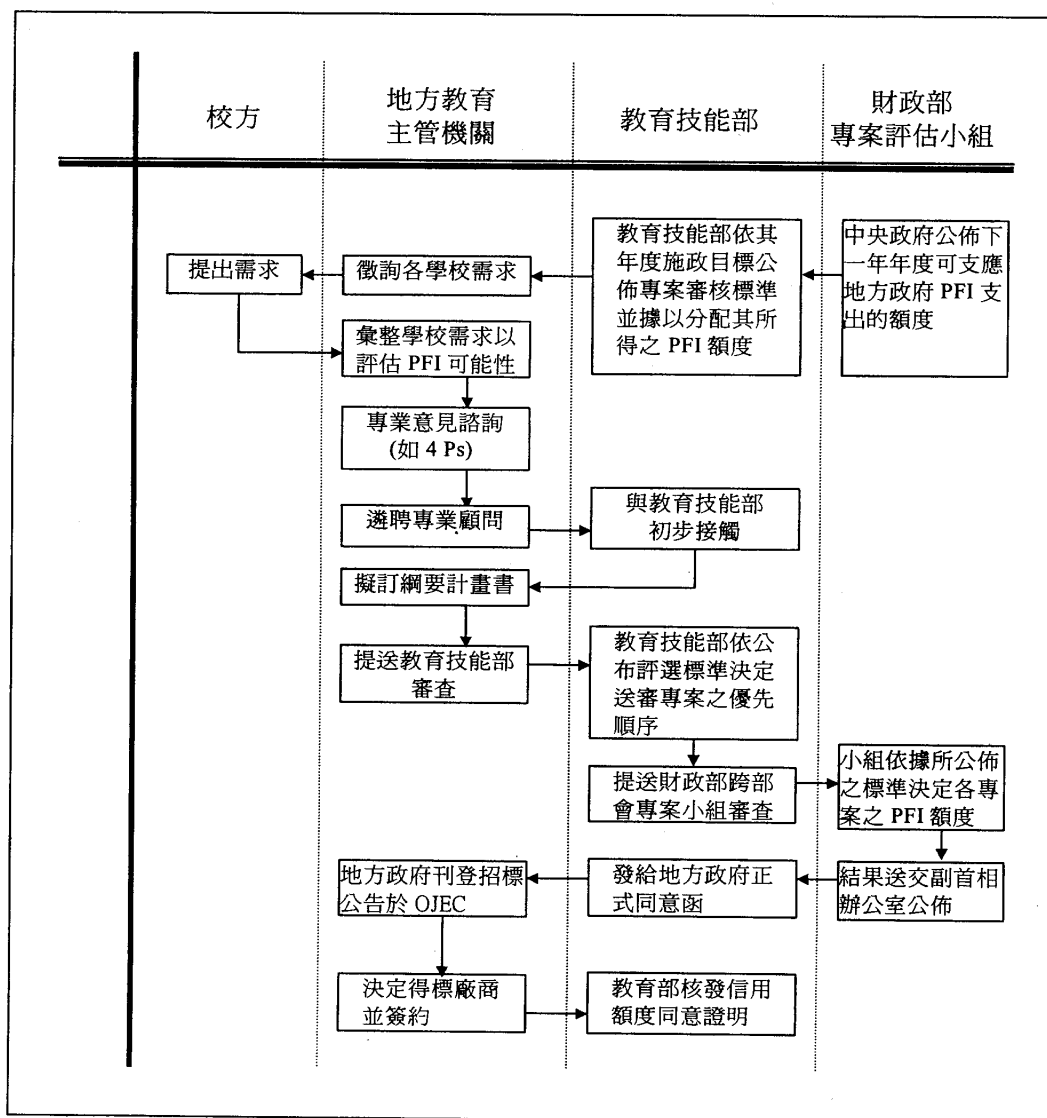 校方
地方教育
主管機關
教育技能部
財政部
專案評估小組
中央政府公佈下
一年年度可支應
地方政府 PFI 支
出的額度
教育技能部依其
年度施政目標公
佈專案審核標準
並據以分配其所
得之 PFI 額度
徵詢各學校需求
提出需求
彙整學校需求以
評估 PFI 可能性
專業意見諮詢
(如 4 Ps)
遴聘專業顧問
與教育技能部
初步接觸
擬訂綱要計畫書
提送教育技能部
審查
教育技能部依公
布評選標準決定
送審專案之優先
順序
提送財政部跨部
會專案小組審查
小組依據所公佈
之標準決定各專
案之 PFI 額度
結果送交副首相
辦公室公佈
發給地方政府正
式同意函
地方政府刊登招標
公告於 OJEC
決定得標廠商
並簽約
教育部核發信用
額度同意證明